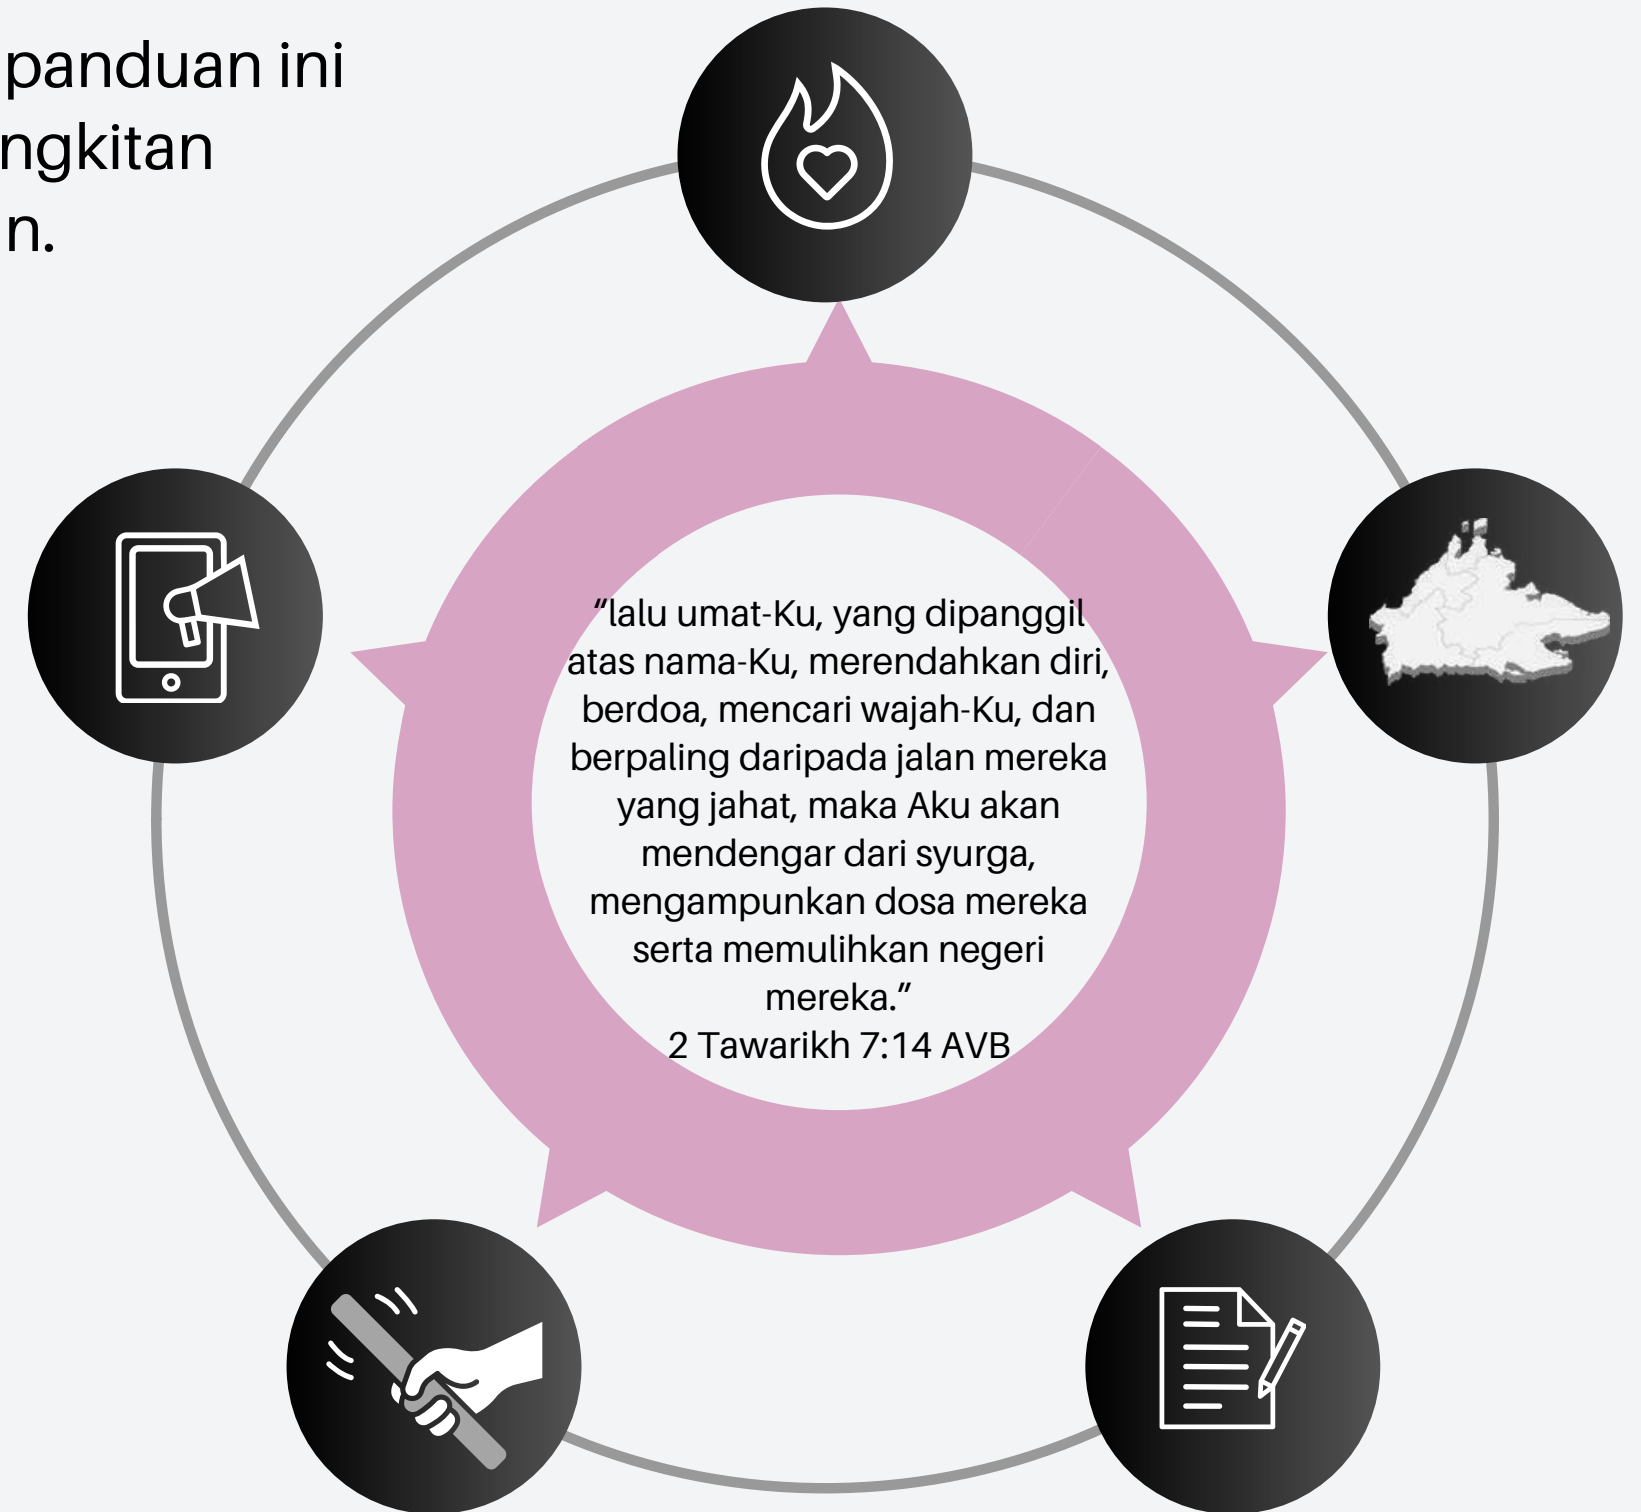 panduan ini
ngkitan
n.
“lalu umat-Ku, yang dipanggil
atas nama-Ku, merendahkan diri,
berdoa, mencari wajah-Ku, dan
berpaling daripada jalan mereka
yang jahat, maka Aku akan
mendengar dari syurga,
mengampunkan dosa mereka
serta memulihkan negeri
mereka.”
2 Tawarikh 7:14 AVB